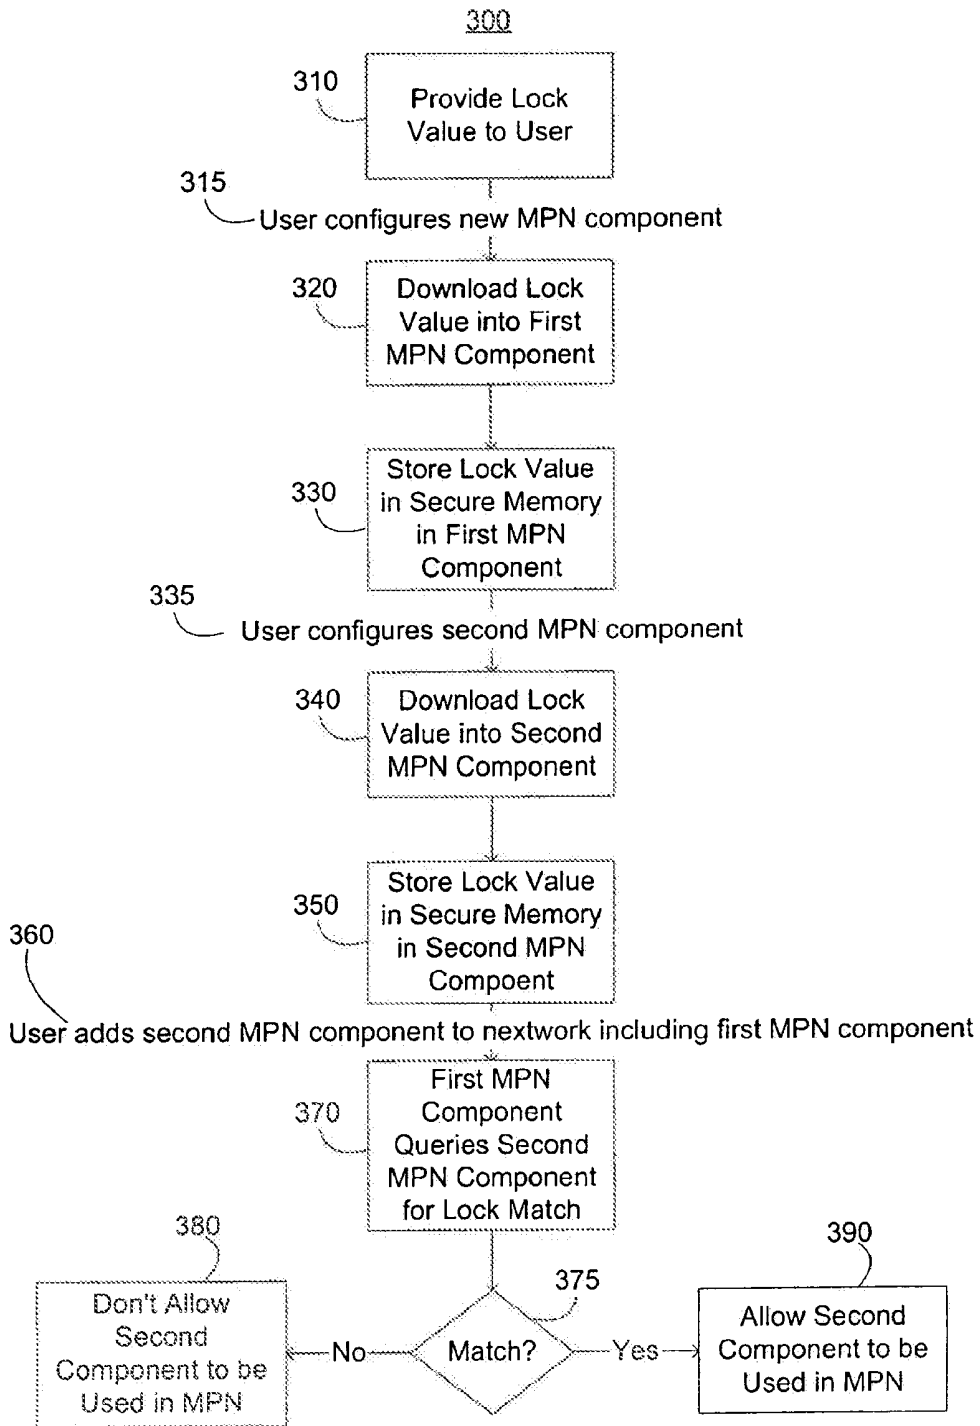 300
310
Provide Lock
Value to User
315
User configures new MPN component
320
Download Lock
Value into First
MPN Component
330
Store Lock Value
in Secure Memory
in First MPN
Component
335
User configures second MPN component
340
Download Lock
Value into Second
MPN Component
350
Store Lock Value
in Secure Memory
in Second MPN
Compoent
360
User adds second MPN component to nextwork including first MPN component
370
First MPN
Component
Queries Second
MPN Component
for Lock Match
380
Don't Allow
Second
Component to be
Used in MPN
No
Match?
375
Yes
390
Allow Second
Component to be
Used in MPN